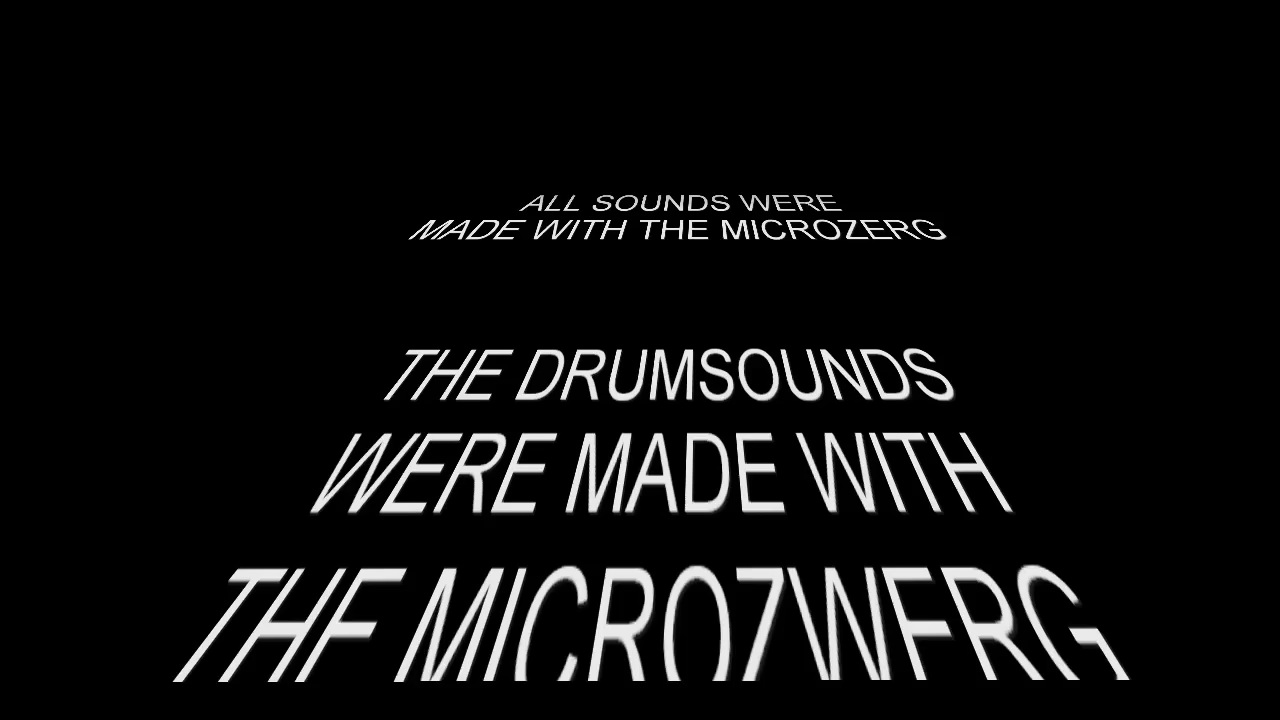 ALL SOUNDS WERE
MADE WITH THE MICROZERG
THE DRUMSOUNDS
WERE MADE WITH
THE MICROZWERG